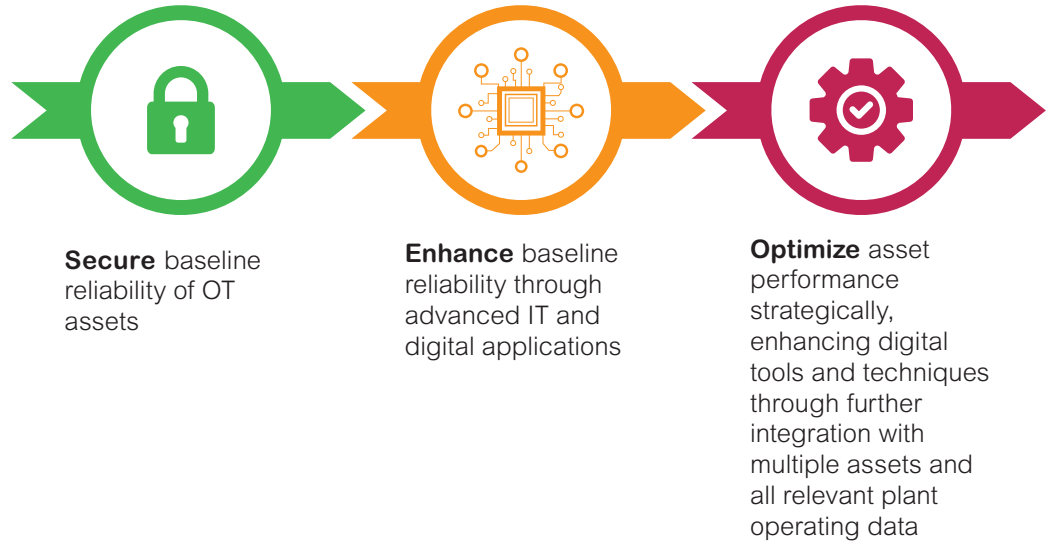 Secure baseline
reliability of OT
assets
Enhance baseline
reliability through
advanced IT and
digital applications
Optimize asset
performance
strategically,
enhancing digital
tools and techniques
through further
integration with
multiple assets and
all relevant plant
operating data